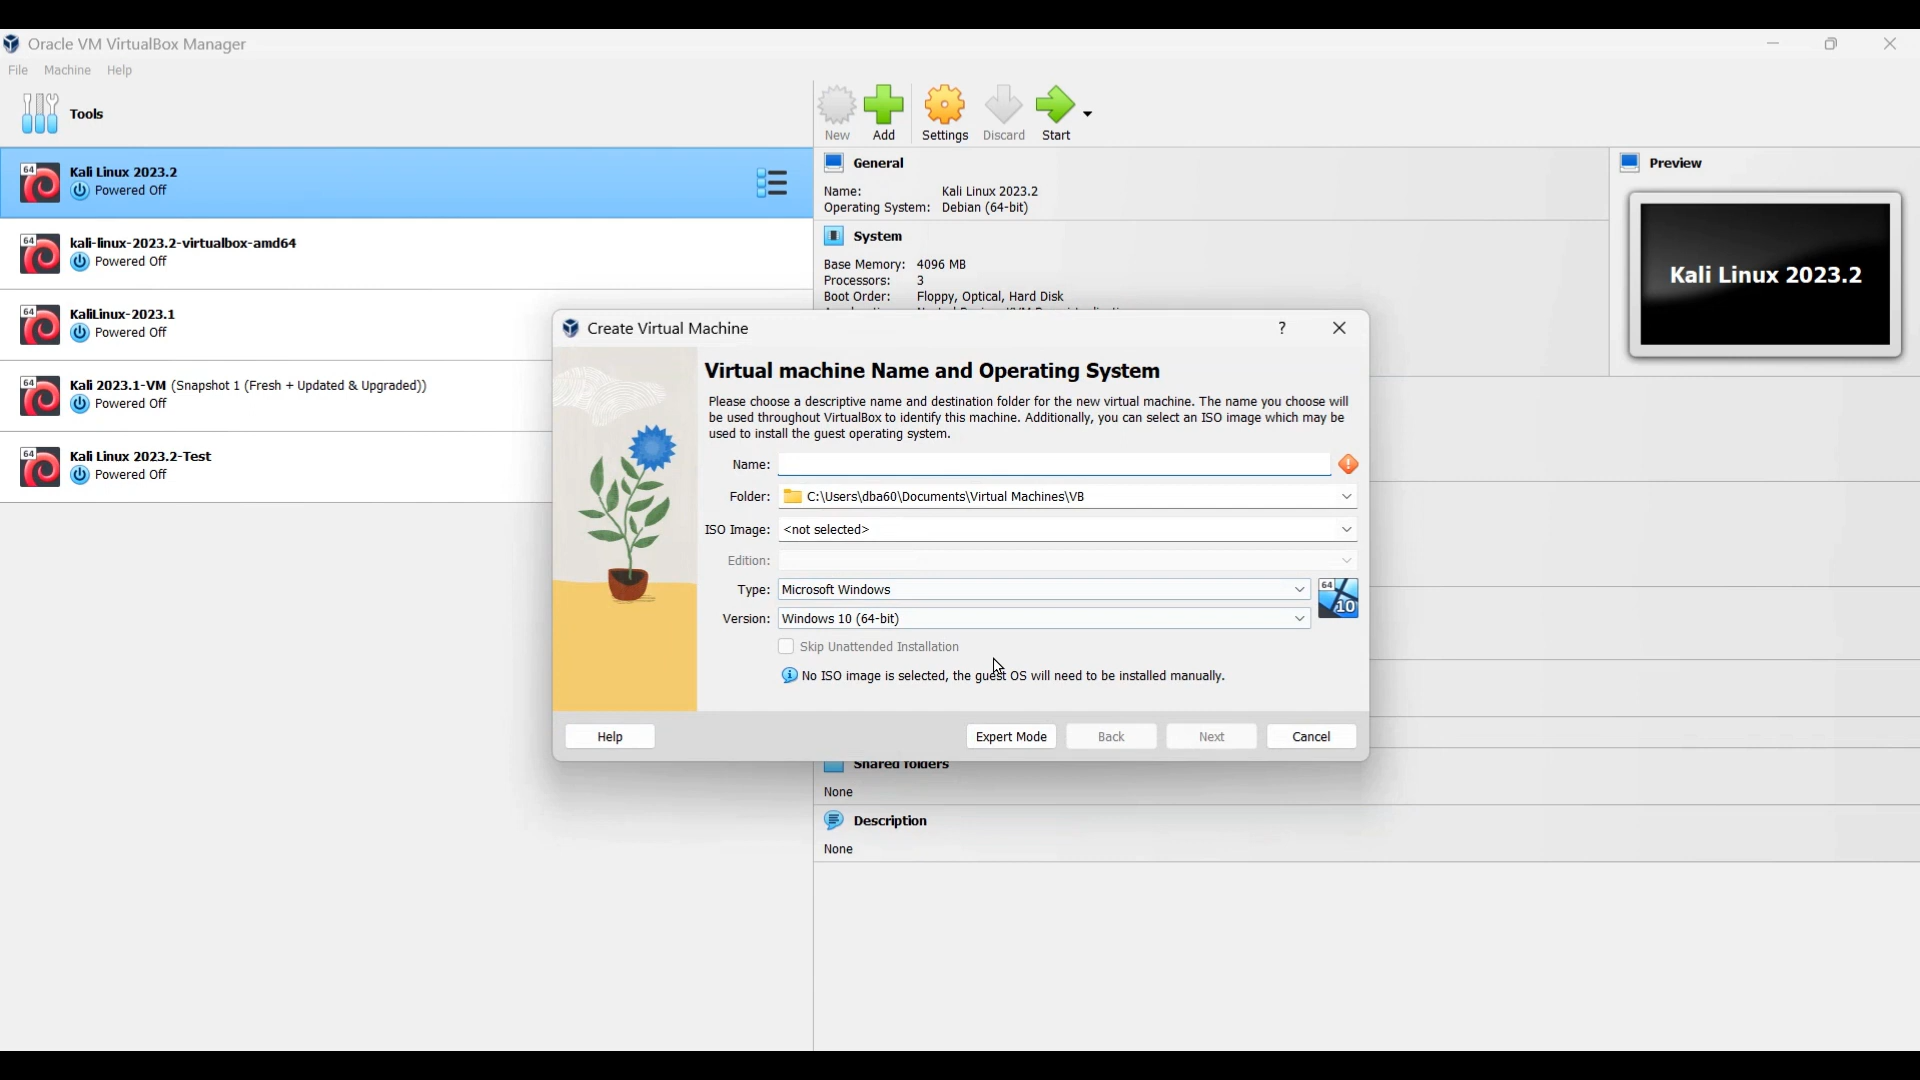 Oracle VM VirtualBox Manager
File Machine Help
Tools
New Add Settings Discard Start
64 Kali Linux 2023.2
Powered Off
64 kali-linux-2023.2-virtualbox-amd64
Powered Off
64 KaliLinux-2023.1
Powered Off
64 Kali 2023.1-VM (Snapshot 1 (Fresh + Updated & Upgraded))
Powered Off
64 Kali Linux 2023.2-Test
Powered Off
General
Name: Kali Linux 2023.2
Operating System: Debian (64-bit)
System
Base Memory: 4096 MB
Processors: 3
Boot Order: Floppy, Optical, Hard Disk
Preview
Kali Linux 2023.2
Create Virtual Machine ?
Virtual machine Name and Operating System
Please choose a descriptive name and destination folder for the new virtual machine. The name you choose will
be used throughout VirtualBox to identify this machine. Additionally, you can select an ISO image which may be
used to install the guest operating system.
Name:
Folder: C:\Users\dba60\Documents\Virtual Machines\VB
ISO Image: <not selected>
Edition:
Type: Microsoft Windows
Version: Windows 10 (64-bit)
64 10
Skip Unattended Installation
No ISO image is selected, the guest OS will need to be installed manually.
Help Expert Mode Back Next Cancel
Shared folders
None
Description
None